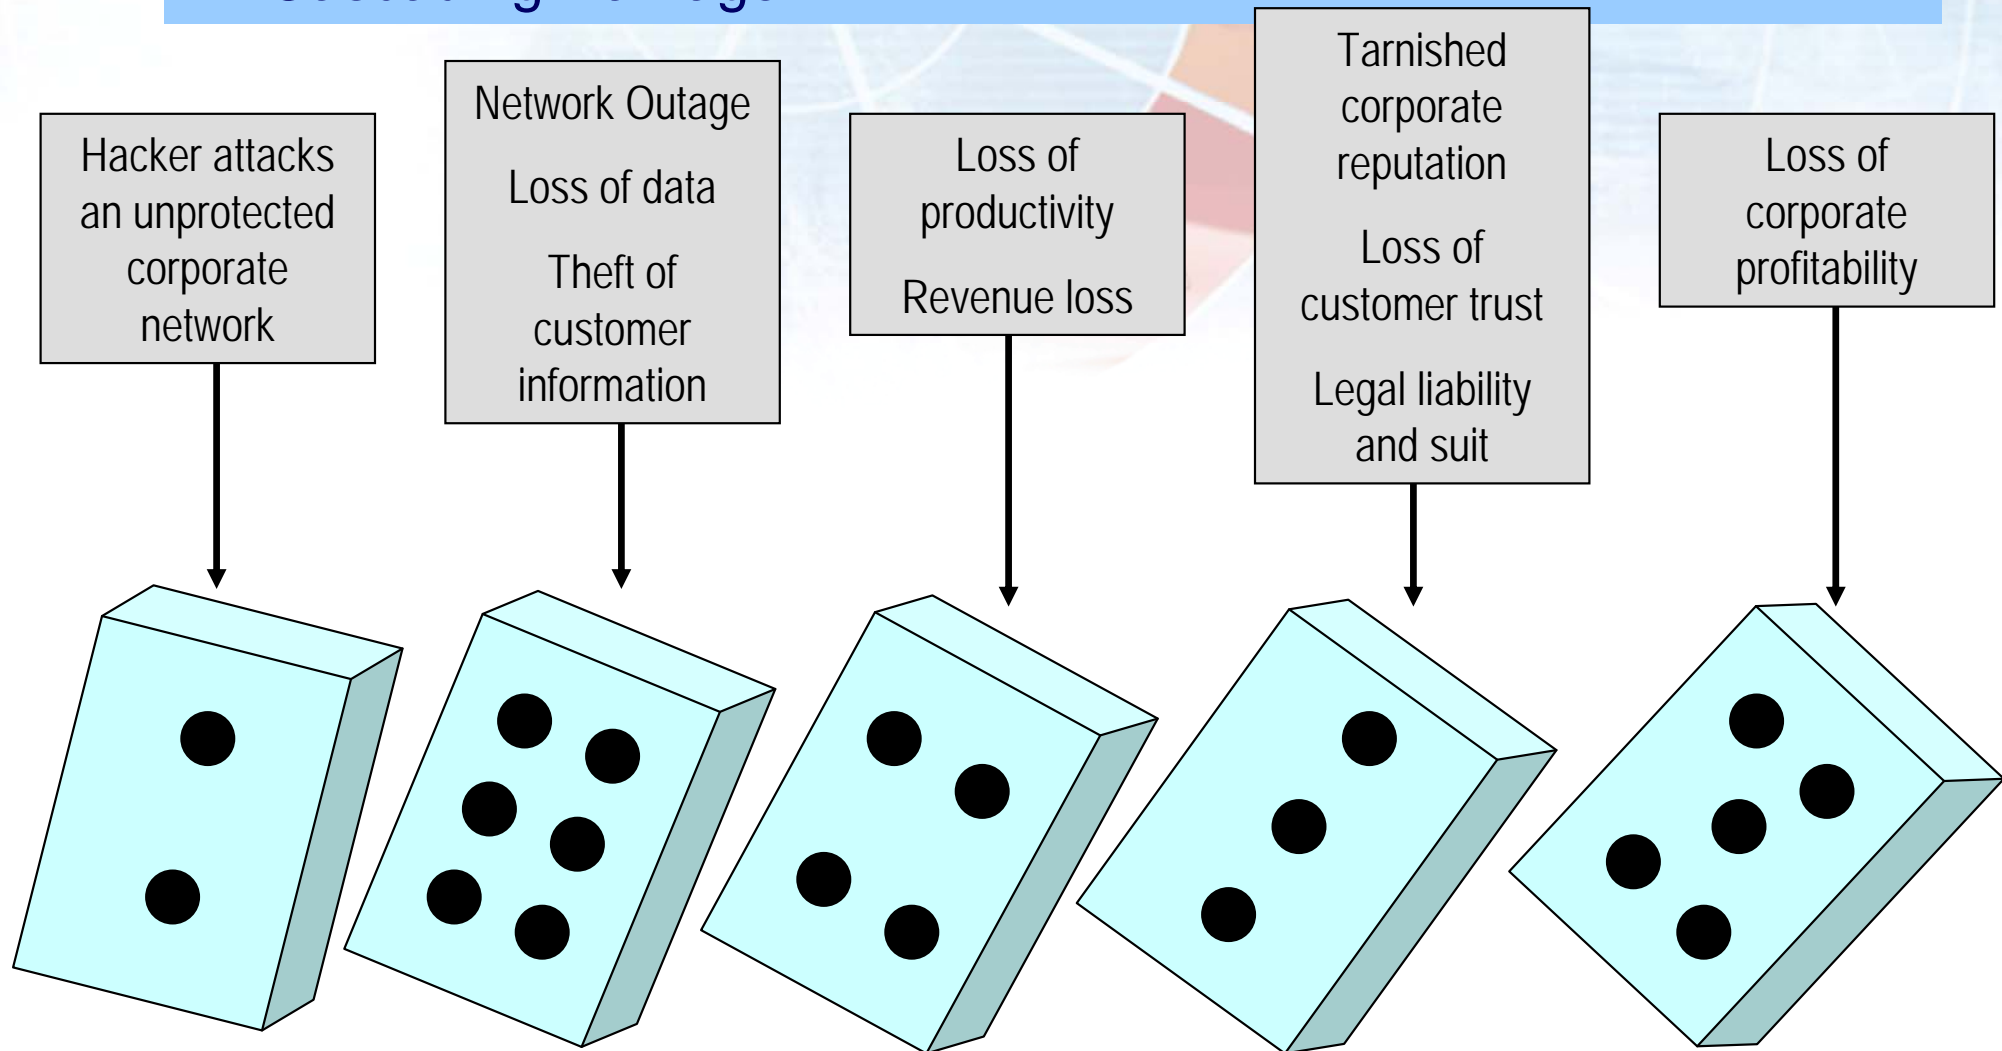 Hacker attacks
an unprotected
corporate
network
Network Outage
Loss of data
Theft of
customer
information
Loss of
productivity
Revenue loss
Tarnished
corporate
reputation
Loss of
customer trust
Legal liability
and suit
Loss of
corporate
profitability